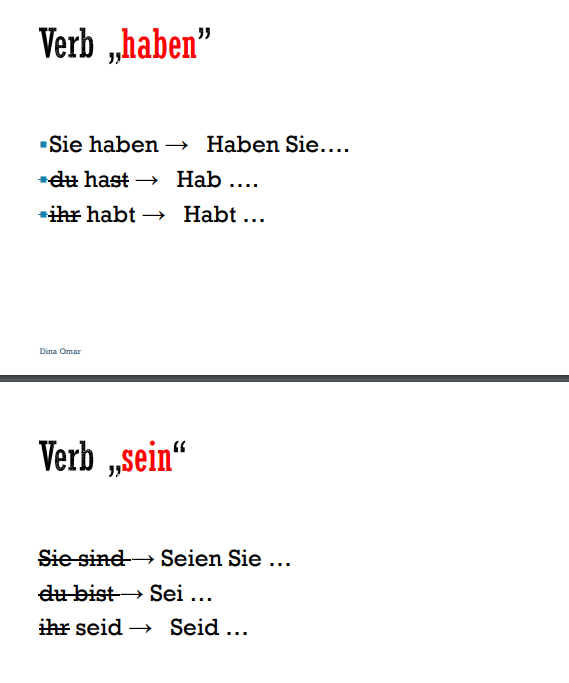 Verb „haben”
▪Sie haben → Haben Sie….
▪du hast → Hab ….
▪ihr habt → Habt …
Dina Omar
Verb „sein“
Sie sind → Seien Sie …
du bist → Sei …
ihr seid → Seid …